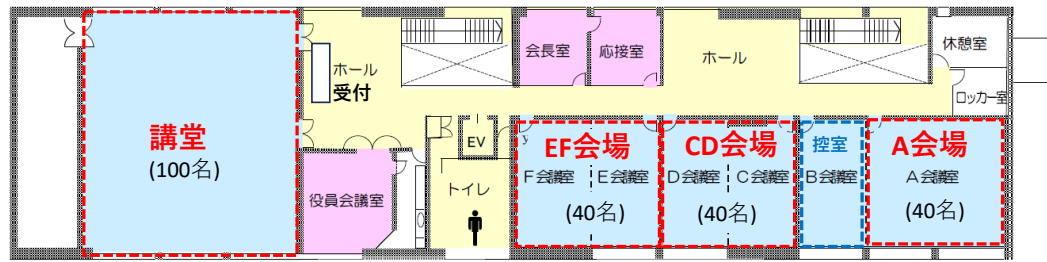 会長室
応接室
ホール
休憩室
ホール
受付
ロッカー室
講堂
(100名)
EV
y
EF会場
CD会場
控室
A会場
役員会議室
トイレ
F会議室
E会議室
D会議室
C会議室
B会議室
A会議室
(40名)
(40名)
(40名)